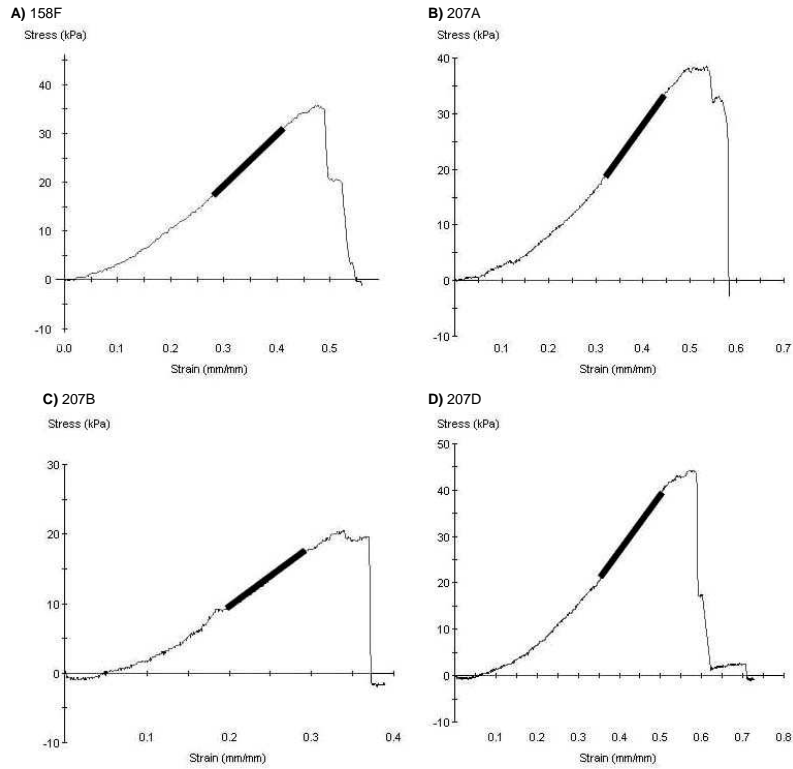 A) 158F
Stress (kPa)
40
30
20
10
0
-10
0.0 0.1 0.2 0.3 0.4 0.5
Strain (mm/mm)
B) 207A
Stress (kPa)
40
30
20
10
0
-10
0.1 0.2 0.3 0.4 0.5 0.6 0.7
Strain (mm/mm)
C) 207B
Stress (kPa)
30
20
10
0
-10
0.1 0.2 0.3 0.4
Strain (mm/mm)
D) 207D
Stress (kPa)
50
40
30
20
10
0
-10
0.1 0.2 0.3 0.4 0.5 0.6 0.7 0.8
Strain (mm/mm)